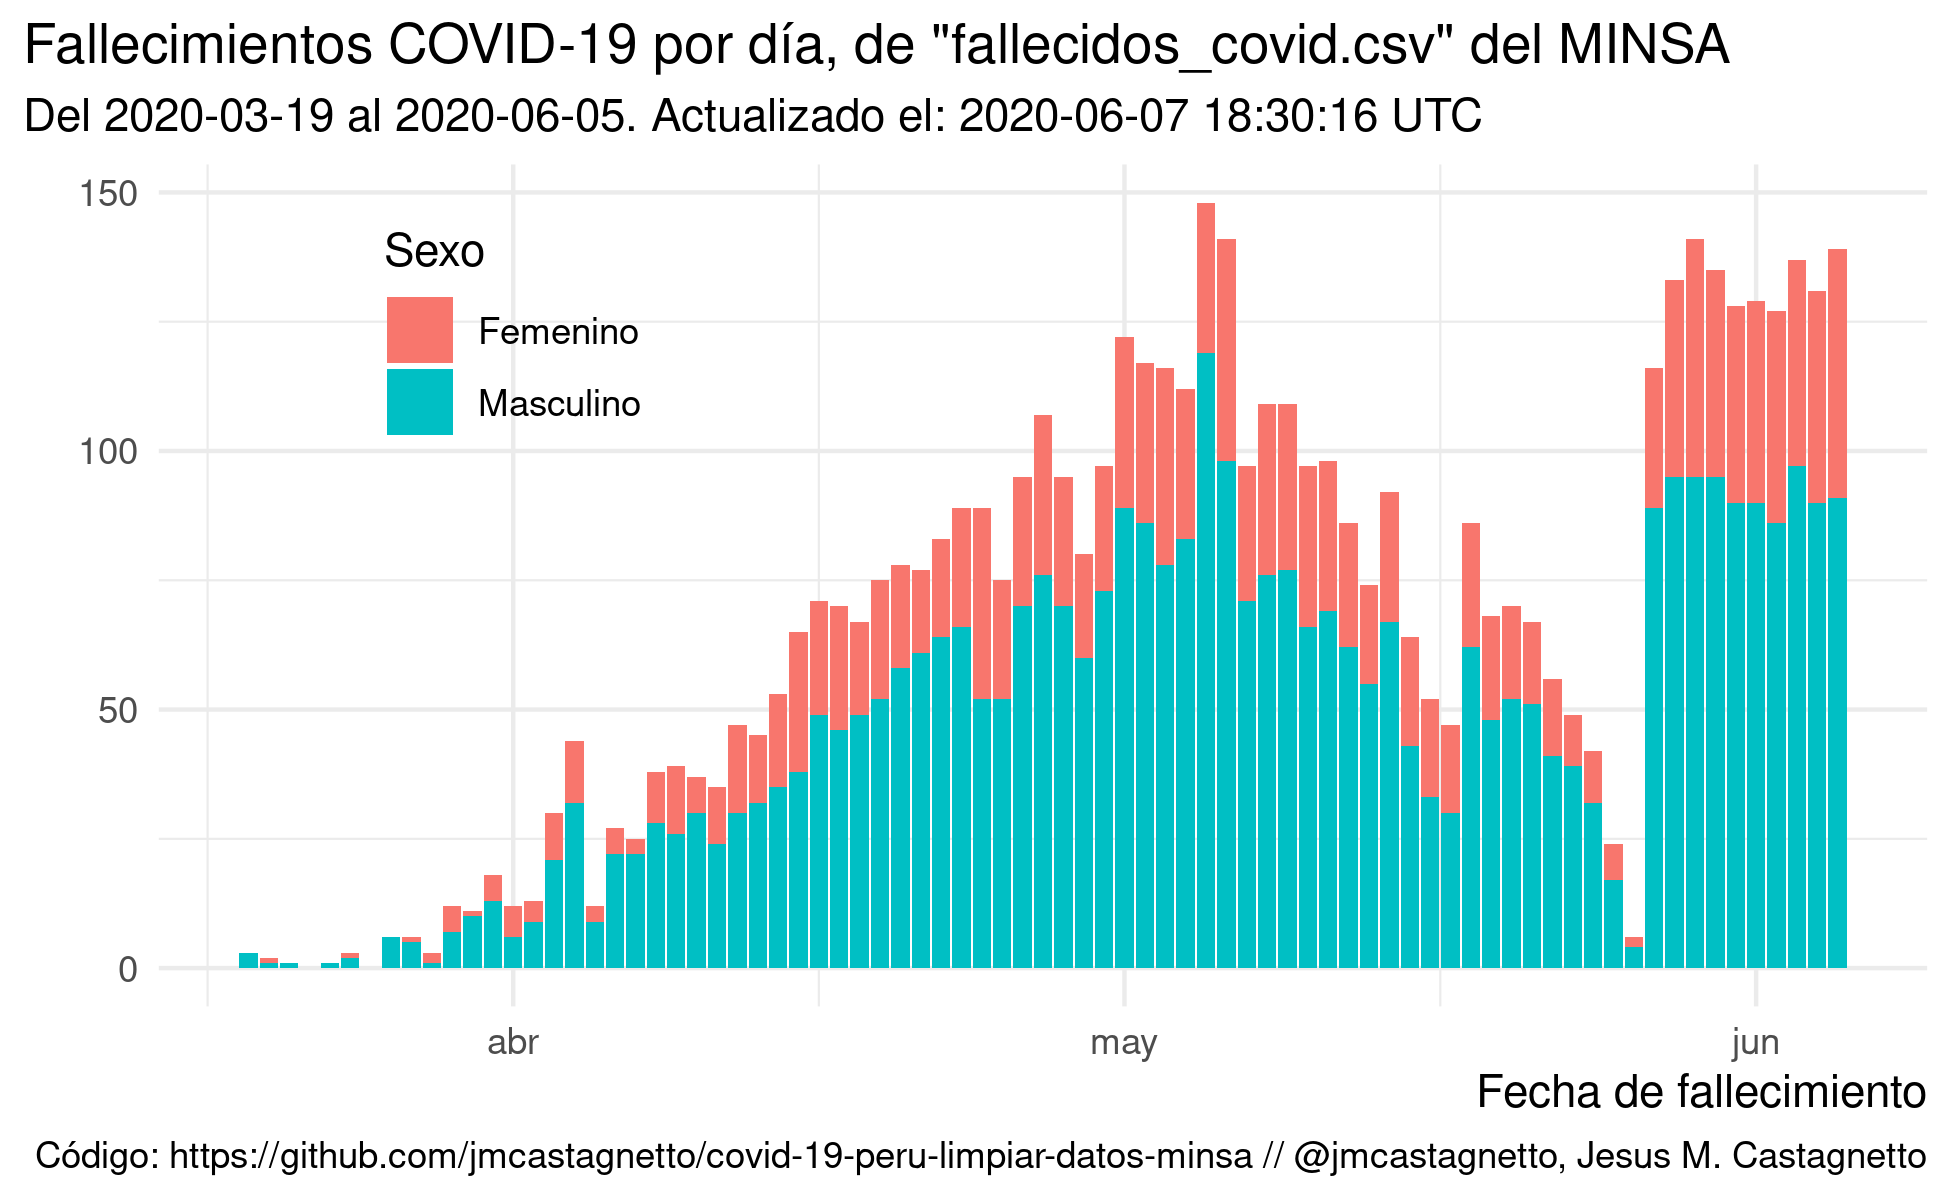 Fallecimientos COVID-19 por día, de "fallecidos_covid.csv" del MINSA
Del 2020-03-19 al 2020-06-05. Actualizado el: 2020-06-07 18:30:16 UTC
150
Sexo
Femenino
Masculino
100
50
0
abr may jun
Fecha de fallecimiento
Código: https://github.com/jmcastagnetto/covid-19-peru-limpiar-datos-minsa // @jmcastagnetto, Jesus M. Castagnetto